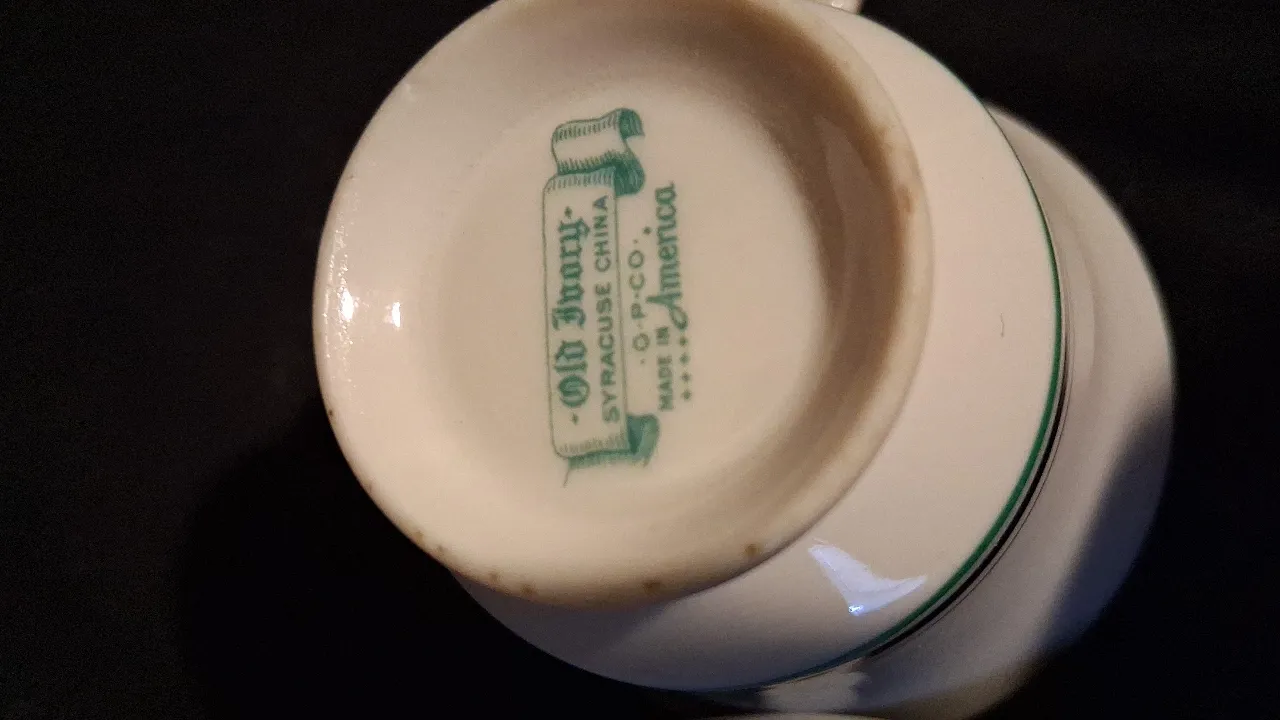 ·Old Ivory·
SYRACUSE CHINA
·O·P·CO·
MADE IN America